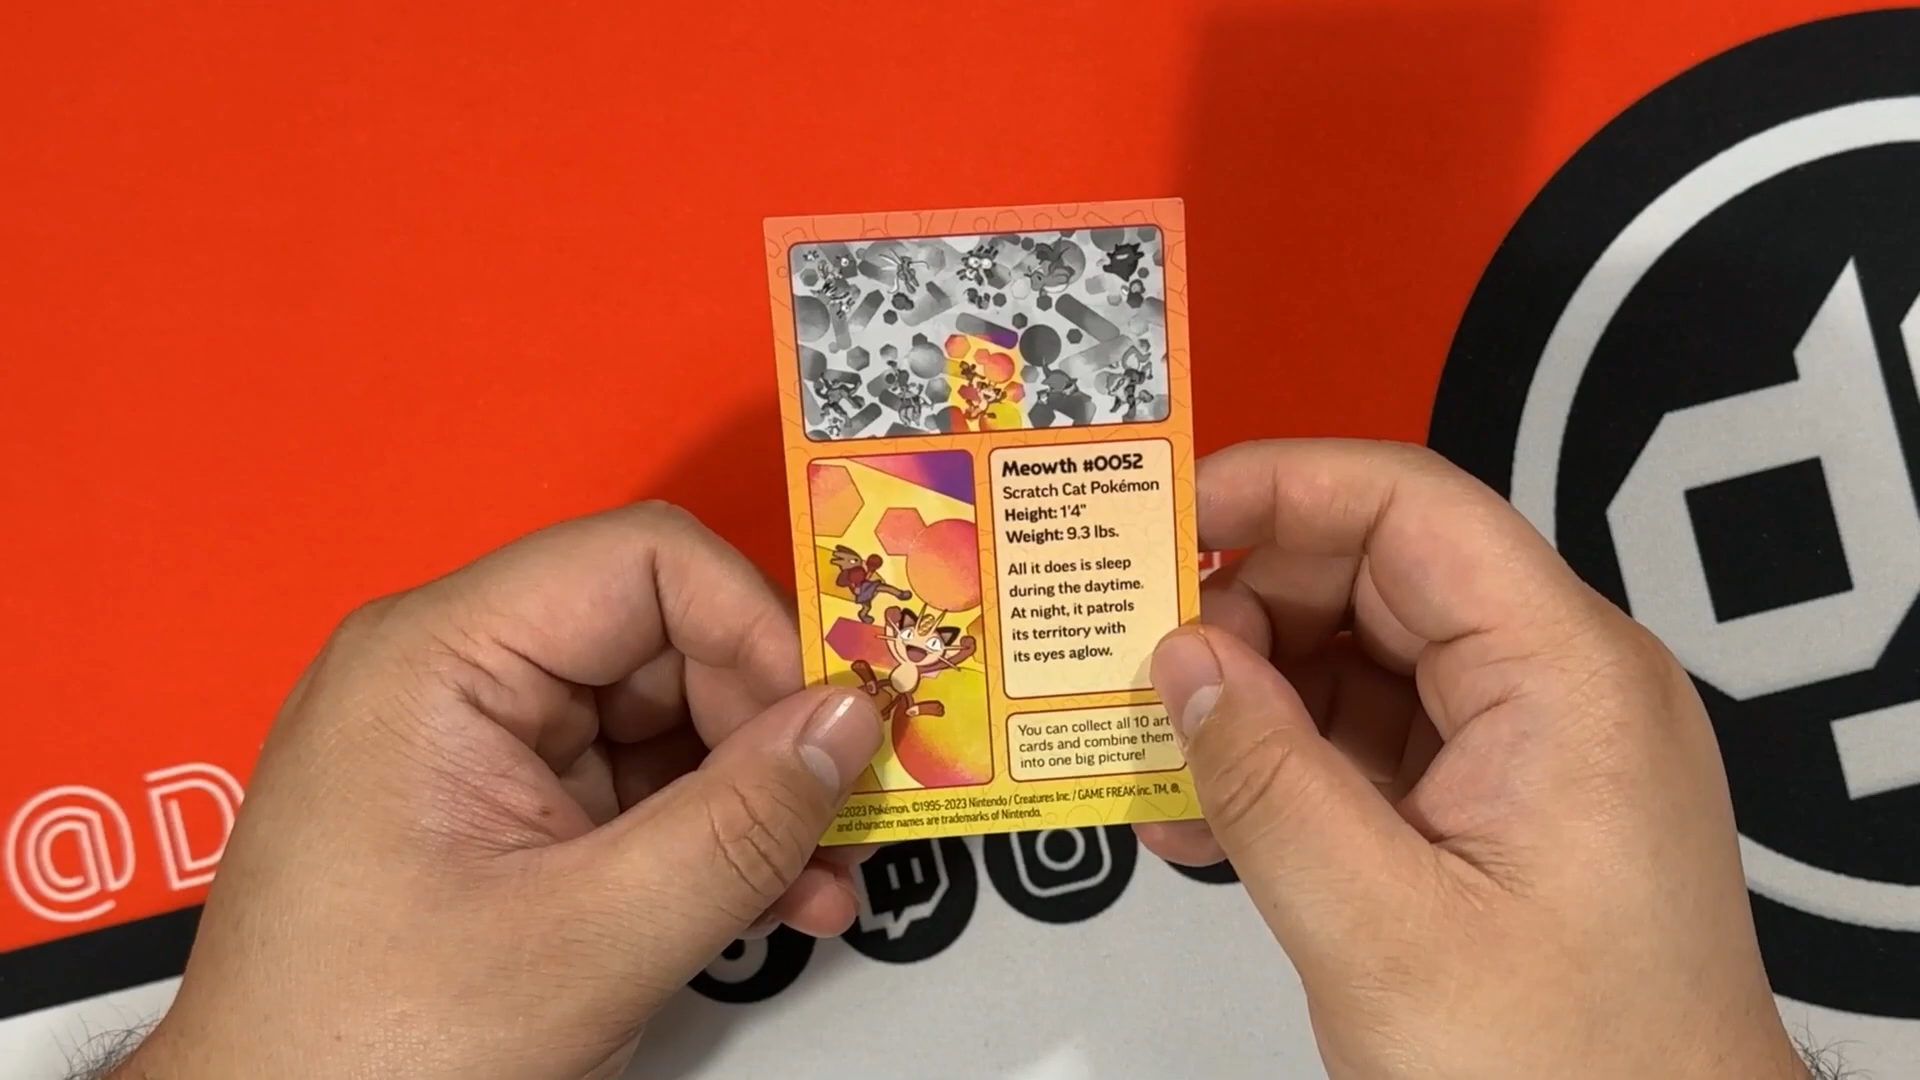 Meowth #0052
Scratch Cat Pokémon
Height: 1'4"
Weight: 9.3 lbs.
All it does is sleep
during the daytime.
At night, it patrols
its territory with
its eyes aglow.
You can collect all 10 art
cards and combine them
into one big picture!
©2023 Pokémon. ©1995-2023 Nintendo / Creatures Inc. / GAME FREAK inc. TM, ®,
and character names are trademarks of Nintendo.
@D